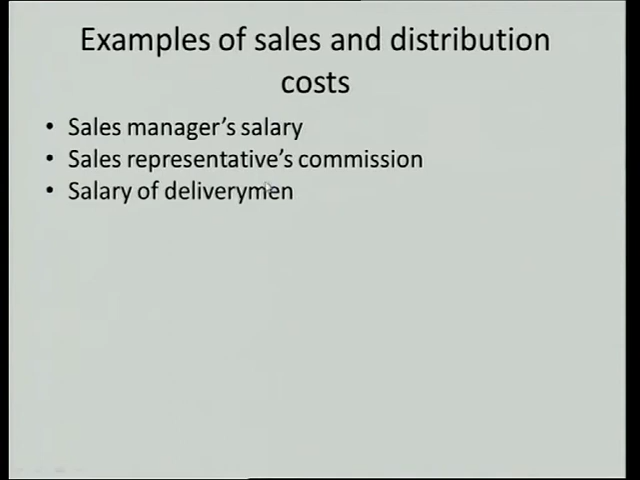 Examples of sales and distribution
costs
• Sales manager’s salary
• Sales representative’s commission
• Salary of deliverymen